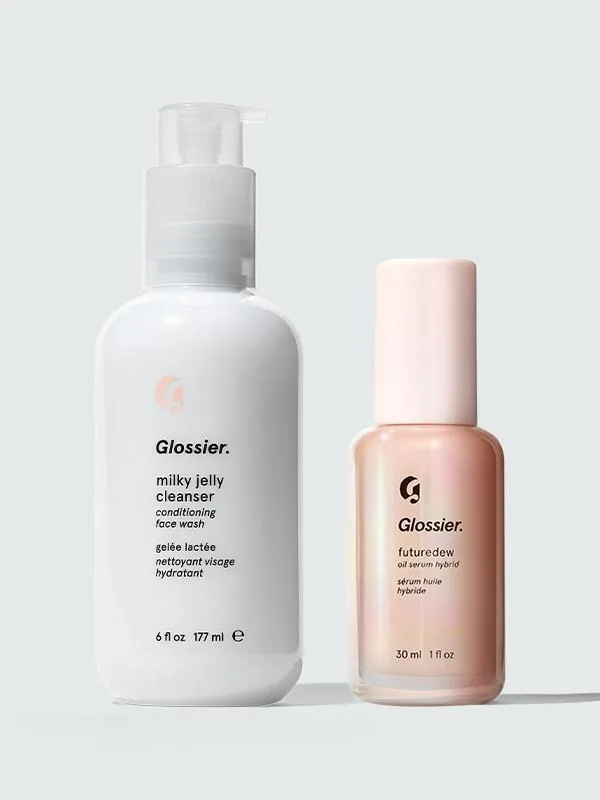 Glossier.
milky jelly
cleanser
conditioning
face wash
gelée lactée
nettoyant visage
hydratant
6 fl oz 177 ml ℮
G
Glossier.
futuredew
oil serum hybrid
sérum huile
hybride
30 ml 1 fl oz